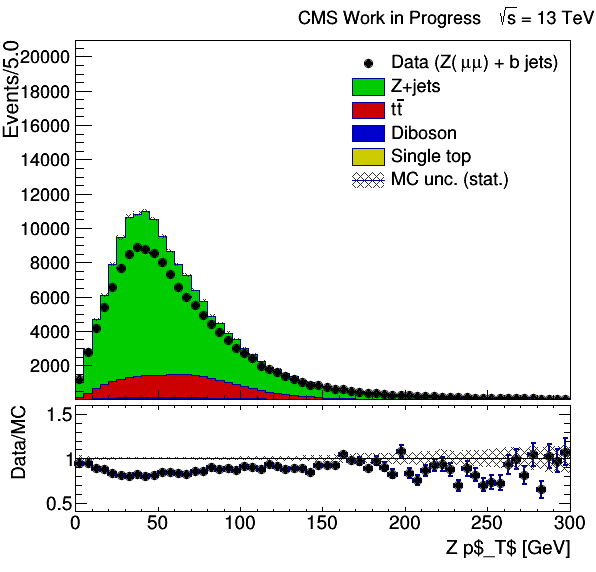 CMS Work in Progress √s = 13 TeV
Events/5.0
20000
18000
16000
14000
12000
10000
8000
6000
4000
2000
Data (Z(μμ) + b jets)
Z+jets
tt̅
Diboson
Single top
MC unc. (stat.)
Data/MC
1.5
1
0.5
0 50 100 150 200 250 300
Z p$_T$ [GeV]